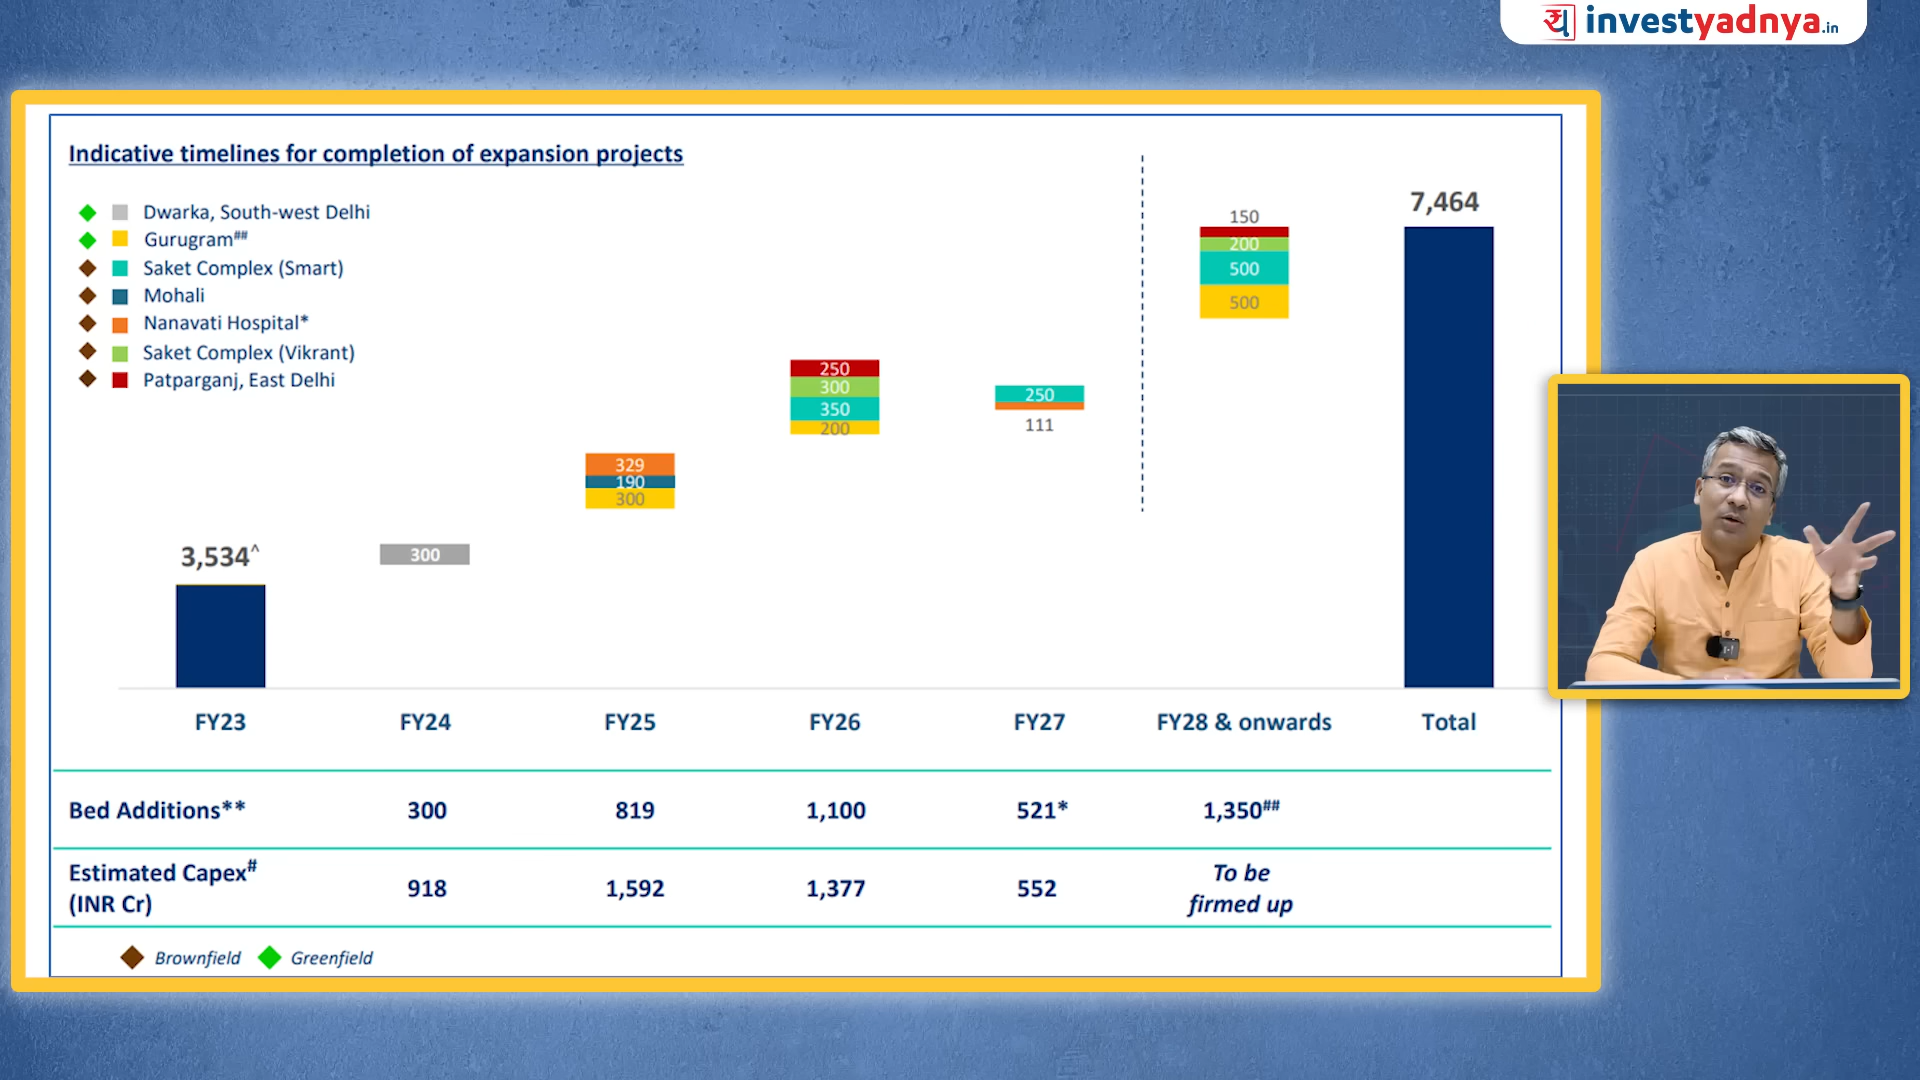 investyadnya.in
Indicative timelines for completion of expansion projects
Dwarka, South-west Delhi
Gurugram##
Saket Complex (Smart)
Mohali
Nanavati Hospital*
Saket Complex (Vikrant)
Patparganj, East Delhi
3,534^
300
329
190
300
250
300
350
200
250
111
150
200
500
500
7,464
FY23 FY24 FY25 FY26 FY27 FY28 & onwards Total
Bed Additions** 300 819 1,100 521* 1,350##
Estimated Capex# (INR Cr) 918 1,592 1,377 552 To be firmed up
Brownfield Greenfield